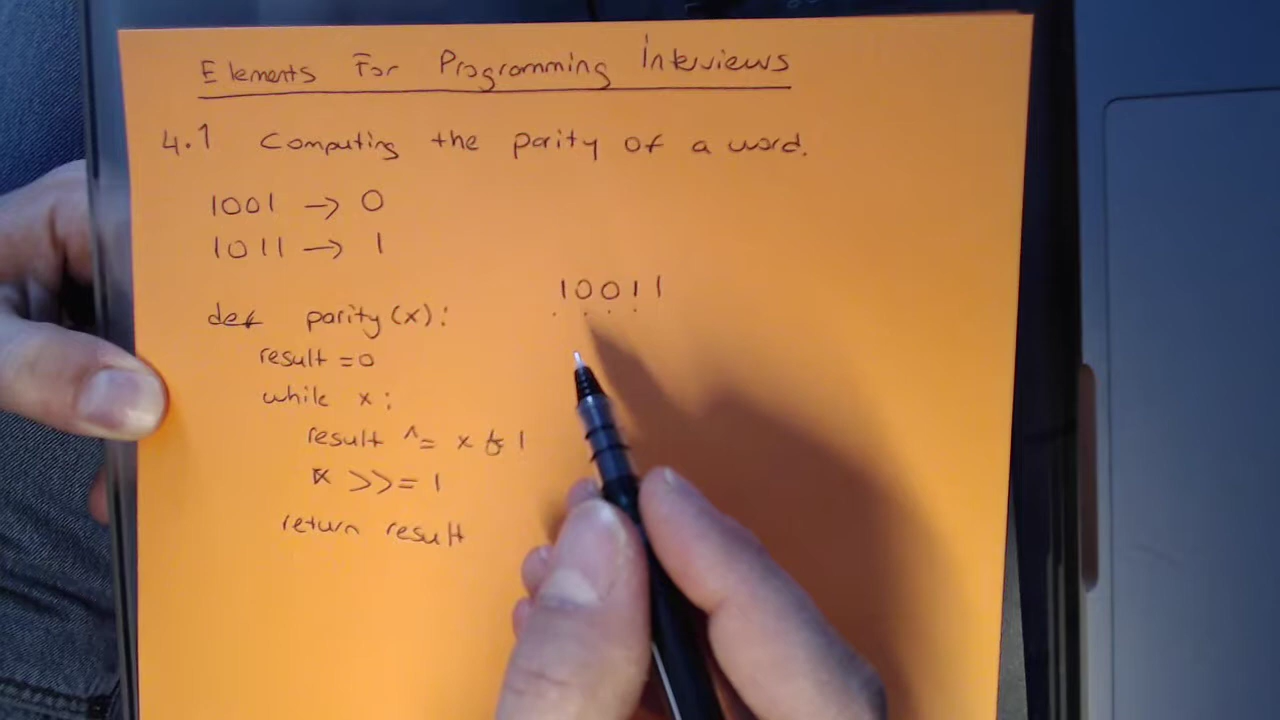 Elements For Programming Interviews
4.1 Computing the parity of a word.
1001 -> 0
1011 -> 1
10011
def parity(x):
result = 0
while x:
result ^= x & 1
x >>= 1
return result